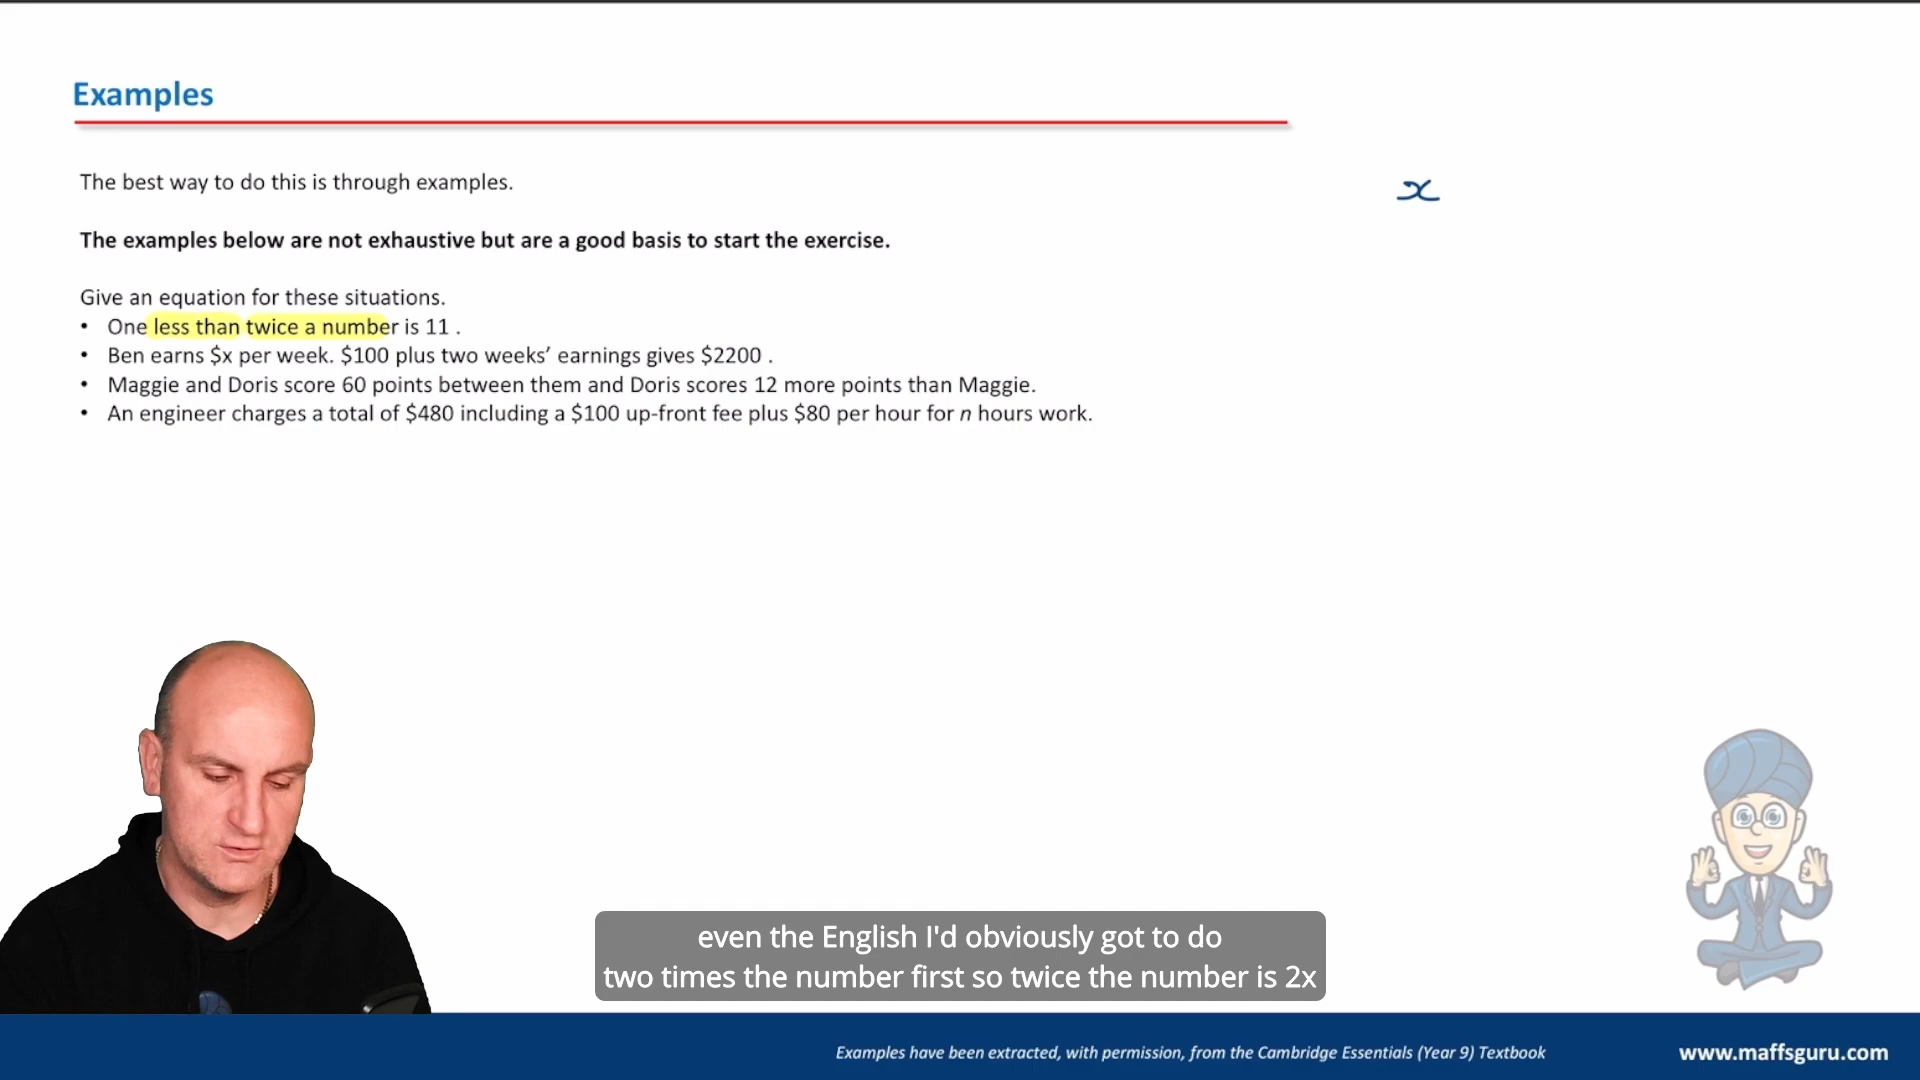 Examples
The best way to do this is through examples.
x
The examples below are not exhaustive but are a good basis to start the exercise.
Give an equation for these situations.
• One less than twice a number is 11 .
• Ben earns $x per week. $100 plus two weeks’ earnings gives $2200 .
• Maggie and Doris score 60 points between them and Doris scores 12 more points than Maggie.
• An engineer charges a total of $480 including a $100 up-front fee plus $80 per hour for n hours work.
even the English I'd obviously got to do
two times the number first so twice the number is 2x
Examples have been extracted, with permission, from the Cambridge Essentials (Year 9) Textbook
www.maffsguru.com